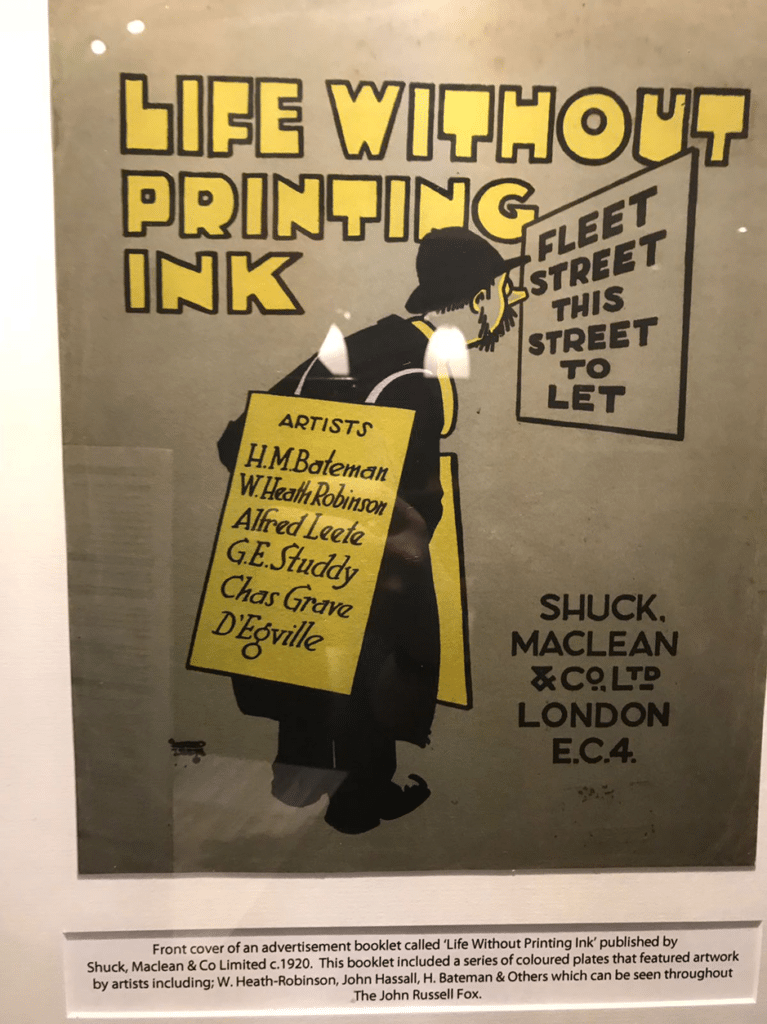 LIFE WITHOUT
PRINTING
INK
FLEET
STREET
THIS
STREET
TO
LET
ARTISTS
H.M.Bateman
W.Heath Robinson
Alfred Leete
G.E.Studdy
Chas Grave
D'Egville
SHUCK,
MACLEAN
& CO., LTD
LONDON
E.C.4.
Front cover of an advertisement booklet called 'Life Without Printing Ink' published by
Shuck, Maclean & Co Limited c.1920. This booklet included a series of coloured plates that featured artwork
by artists including; W. Heath-Robinson, John Hassall, H. Bateman & Others which can be seen throughout
The John Russell Fox.